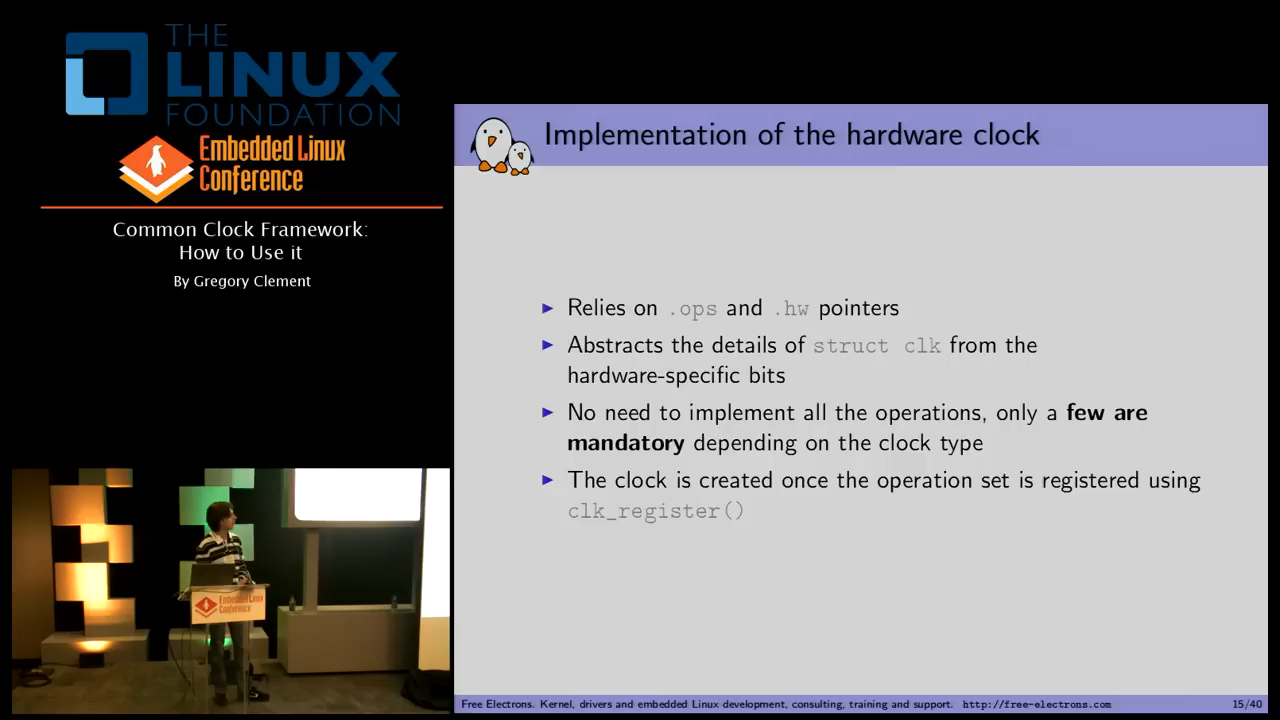 THE
LINUX
FOUNDATION
Embedded Linux
Conference
Common Clock Framework:
How to Use it
By Gregory Clement
Implementation of the hardware clock
Relies on .ops and .hw pointers
Abstracts the details of struct clk from the
hardware-specific bits
No need to implement all the operations, only a few are
mandatory depending on the clock type
The clock is created once the operation set is registered using
clk_register()
Embedded Linux
Conference
Free Electrons. Kernel, drivers and embedded Linux development, consulting, training and support. http://free-electrons.com
15/40